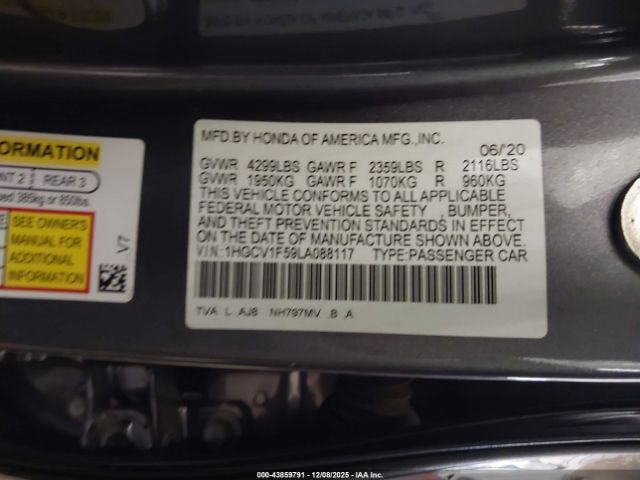 MFD.BY HONDA OF AMERICA MFG.,INC.
06/20
GVWR 4299LBS GAWR F 2359LBS R 2116LBS
GVWR 1950KG GAWR F 1070KG R 960KG
THIS VEHICLE CONFORMS TO ALL APPLICABLE
FEDERAL MOTOR VEHICLE SAFETY , BUMPER,
AND THEFT PREVENTION STANDARDS IN EFFECT
ON THE DATE OF MANUFACTURE SHOWN ABOVE.
V.I.N.:1HGCV1F59LA088117 TYPE:PASSENGER CAR
TVA L AJ8 NH797MV .B .A
ORMATION
NT 2 REAR 3
385kg or 850lbs.
SEE OWNER'S
MANUAL FOR
ADDITIONAL
INFORMATION
V7
000-43859791 - 12/08/2025 - IAA Inc.